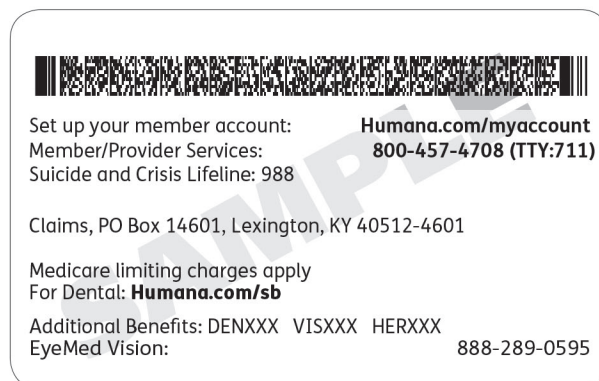 Set up your member account: Humana.com/myaccount
Member/Provider Services: 800-457-4708 (TTY:711)
Suicide and Crisis Lifeline: 988
Claims, PO Box 14601, Lexington, KY 40512-4601
Medicare limiting charges apply
For Dental: Humana.com/sb
Additional Benefits: DENXXX VISXXX HERXXX
EyeMed Vision: 888-289-0595
SAMPLE